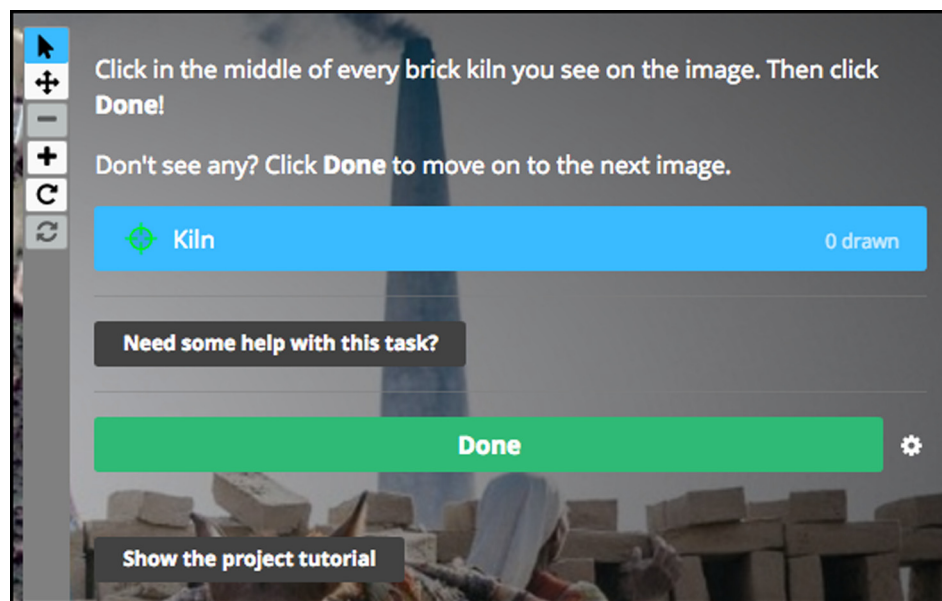 Click in the middle of every brick kiln you see on the image. Then click
Done!
Don't see any? Click Done to move on to the next image.
Kiln 0 drawn
Need some help with this task?
Done
Show the project tutorial